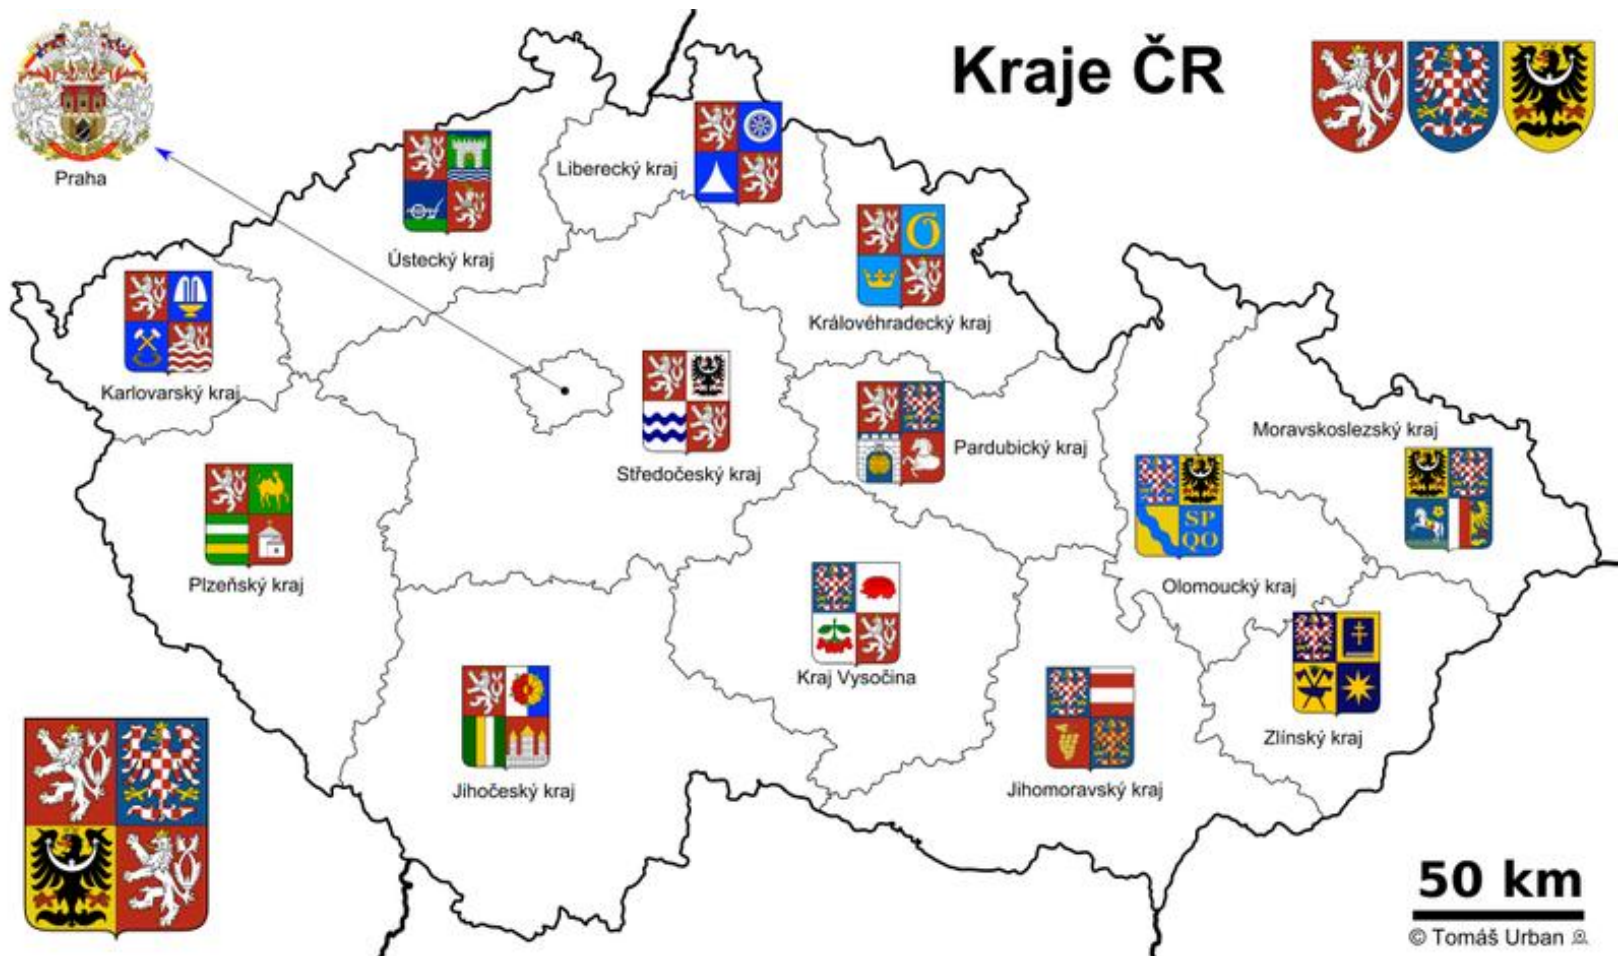 Kraje ČR
Praha
Liberecký kraj
Ústecký kraj
Královéhradecký kraj
Karlovarský kraj
Středočeský kraj
Pardubický kraj
Moravskoslezský kraj
SP
QO
Plzeňský kraj
Olomoucký kraj
Kraj Vysočina
Zlínský kraj
Jihočeský kraj
Jihomoravský kraj
50 km
© Tomáš Urban